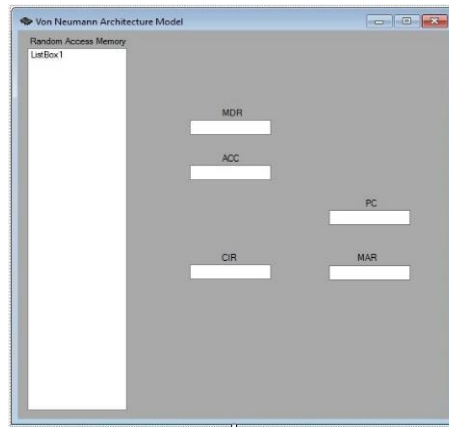 Von Neumann Architecture Model
Random Access Memory
ListBox1
MDR
ACC
PC
CIR
MAR